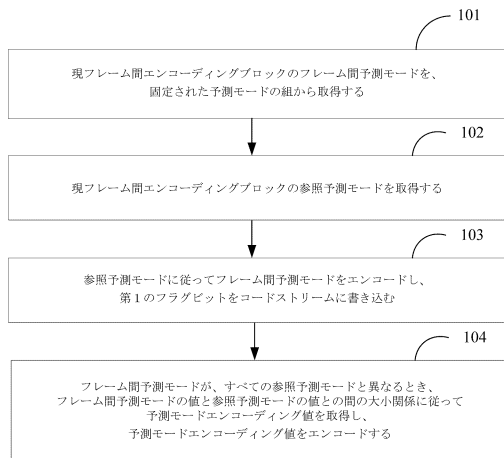 101
現フレーム間エンコーディングブロックのフレーム間予測モードを、
固定された予測モードの組から取得する
102
現フレーム間エンコーディングブロックの参照予測モードを取得する
103
参照予測モードに従ってフレーム間予測モードをエンコードし、
第１のフラグビットをコードストリームに書き込む
104
フレーム間予測モードが、すべての参照予測モードと異なるとき、
フレーム間予測モードの値と参照予測モードの値との間の大小関係に従って
予測モードエンコーディング値を取得し、
予測モードエンコーディング値をエンコードする